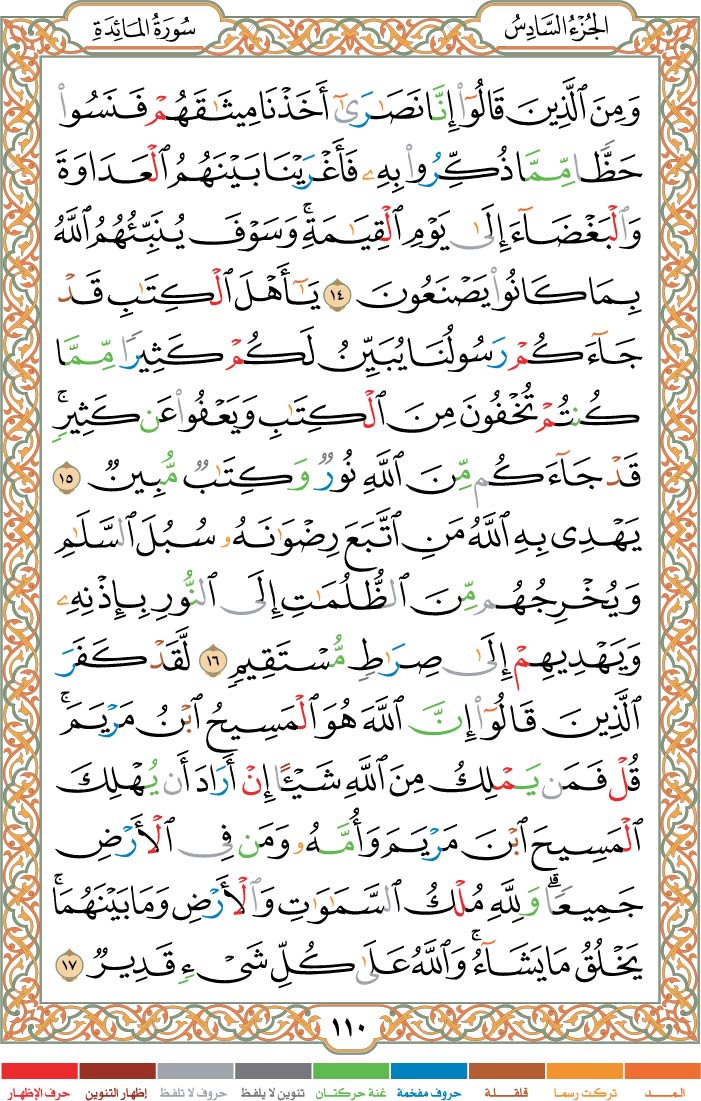 الجُزْءُ السَّادِسُ
سُورَةُ المَائِدَةِ
وَمِنَ ٱلَّذِينَ قَالُوٓا۟ إِنَّا نَصَـٰرَىٰٓ أَخَذْنَا مِيثَـٰقَهُمْ فَنَسُوا۟
حَظًّا مِّمَّا ذُكِّرُوا۟ بِهِۦ فَأَغْرَيْنَا بَيْنَهُمُ ٱلْعَدَاوَةَ
وَٱلْبَغْضَآءَ إِلَىٰ يَوْمِ ٱلْقِيَـٰمَةِ ۚ وَسَوْفَ يُنَبِّئُهُمُ ٱللَّهُ
بِمَا كَانُوا۟ يَصْنَعُونَ ١٤ يَـٰٓأَهْلَ ٱلْكِتَـٰبِ قَدْ
جَآءَكُمْ رَسُولُنَا يُبَيِّنُ لَكُمْ كَثِيرًا مِّمَّا
كُنتُمْ تُخْفُونَ مِنَ ٱلْكِتَـٰبِ وَيَعْفُوا۟ عَن كَثِيرٍ ۚ
قَدْ جَآءَكُم مِّنَ ٱللَّهِ نُورٌ وَكِتَـٰبٌ مُّبِينٌ ١٥
يَهْدِى بِهِ ٱللَّهُ مَنِ ٱتَّبَعَ رِضْوَٰنَهُۥ سُبُلَ ٱلسَّلَـٰمِ
وَيُخْرِجُهُم مِّنَ ٱلظُّلُمَـٰتِ إِلَى ٱلنُّورِ بِإِذْنِهِۦ
وَيَهْدِيهِمْ إِلَىٰ صِرَٰطٍ مُّسْتَقِيمٍ ١٦ لَّقَدْ كَفَرَ
ٱلَّذِينَ قَالُوٓا۟ إِنَّ ٱللَّهَ هُوَ ٱلْمَسِيحُ ٱبْنُ مَرْيَمَ ۚ
قُلْ فَمَن يَمْلِكُ مِنَ ٱللَّهِ شَيْـًٔا إِنْ أَرَادَ أَن يُهْلِكَ
ٱلْمَسِيحَ ٱبْنَ مَرْيَمَ وَأُمَّهُۥ وَمَن فِى ٱلْأَرْضِ
جَمِيعًا ۗ وَلِلَّهِ مُلْكُ ٱلسَّمَـٰوَٰتِ وَٱلْأَرْضِ وَمَا بَيْنَهُمَا ۚ
يَخْلُقُ مَا يَشَآءُ ۚ وَٱللَّهُ عَلَىٰ كُلِّ شَىْءٍ قَدِيرٌ ١٧
١١٠
المـــد
تركت رسما
قلقـــلة
حروف مفخمة
غنة حركتان
تنوين لا يلفظ
حروف لا تلفظ
إظهار التنوين
حرف الإظهار